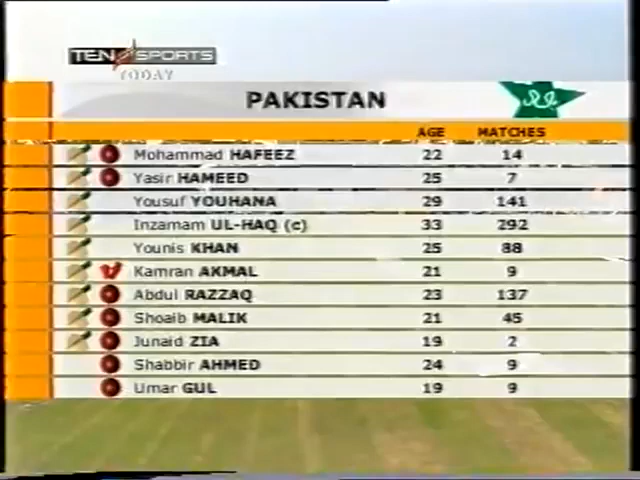 TEN SPORTS
TODAY
PAKISTAN
AGE MATCHES
Mohammad HAFEEZ 22 14
Yasir HAMEED 25 7
Yousuf YOUHANA 29 141
Inzamam UL-HAQ (c) 33 292
Younis KHAN 25 88
Kamran AKMAL 21 9
Abdul RAZZAQ 23 137
Shoaib MALIK 21 45
Junaid ZIA 19 2
Shabbir AHMED 24 9
Umar GUL 19 9